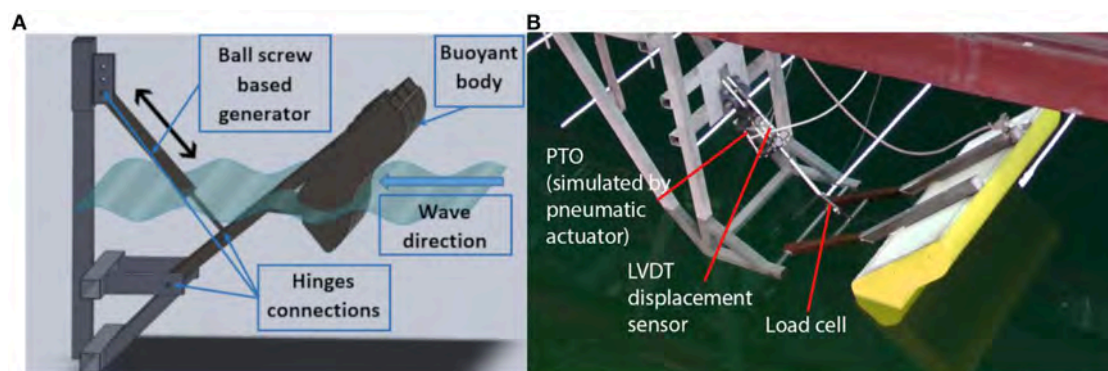 A
Ball screw
based
generator
Buoyant
body
Wave
direction
Hinges
connections
B
PTO
(simulated by
pneumatic
actuator)
LVDT
displacement
sensor
Load cell